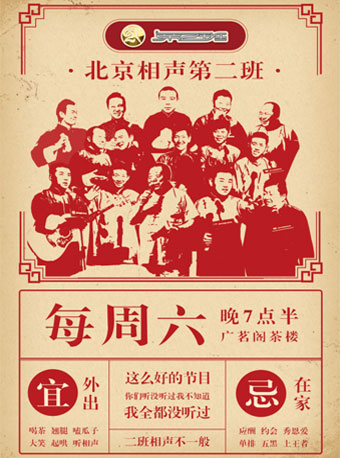 ·北京相声第二班·
每周六
晚7点半
广茗阁茶楼
宜
外出
喝茶 翘腿 嗑瓜子
大笑 起哄 听相声
这么好的节目
你们听没听过我不知道
我全都没听过
二班相声不一般
忌
在家
应酬 约会 秀恩爱
单排 五黑 上王者